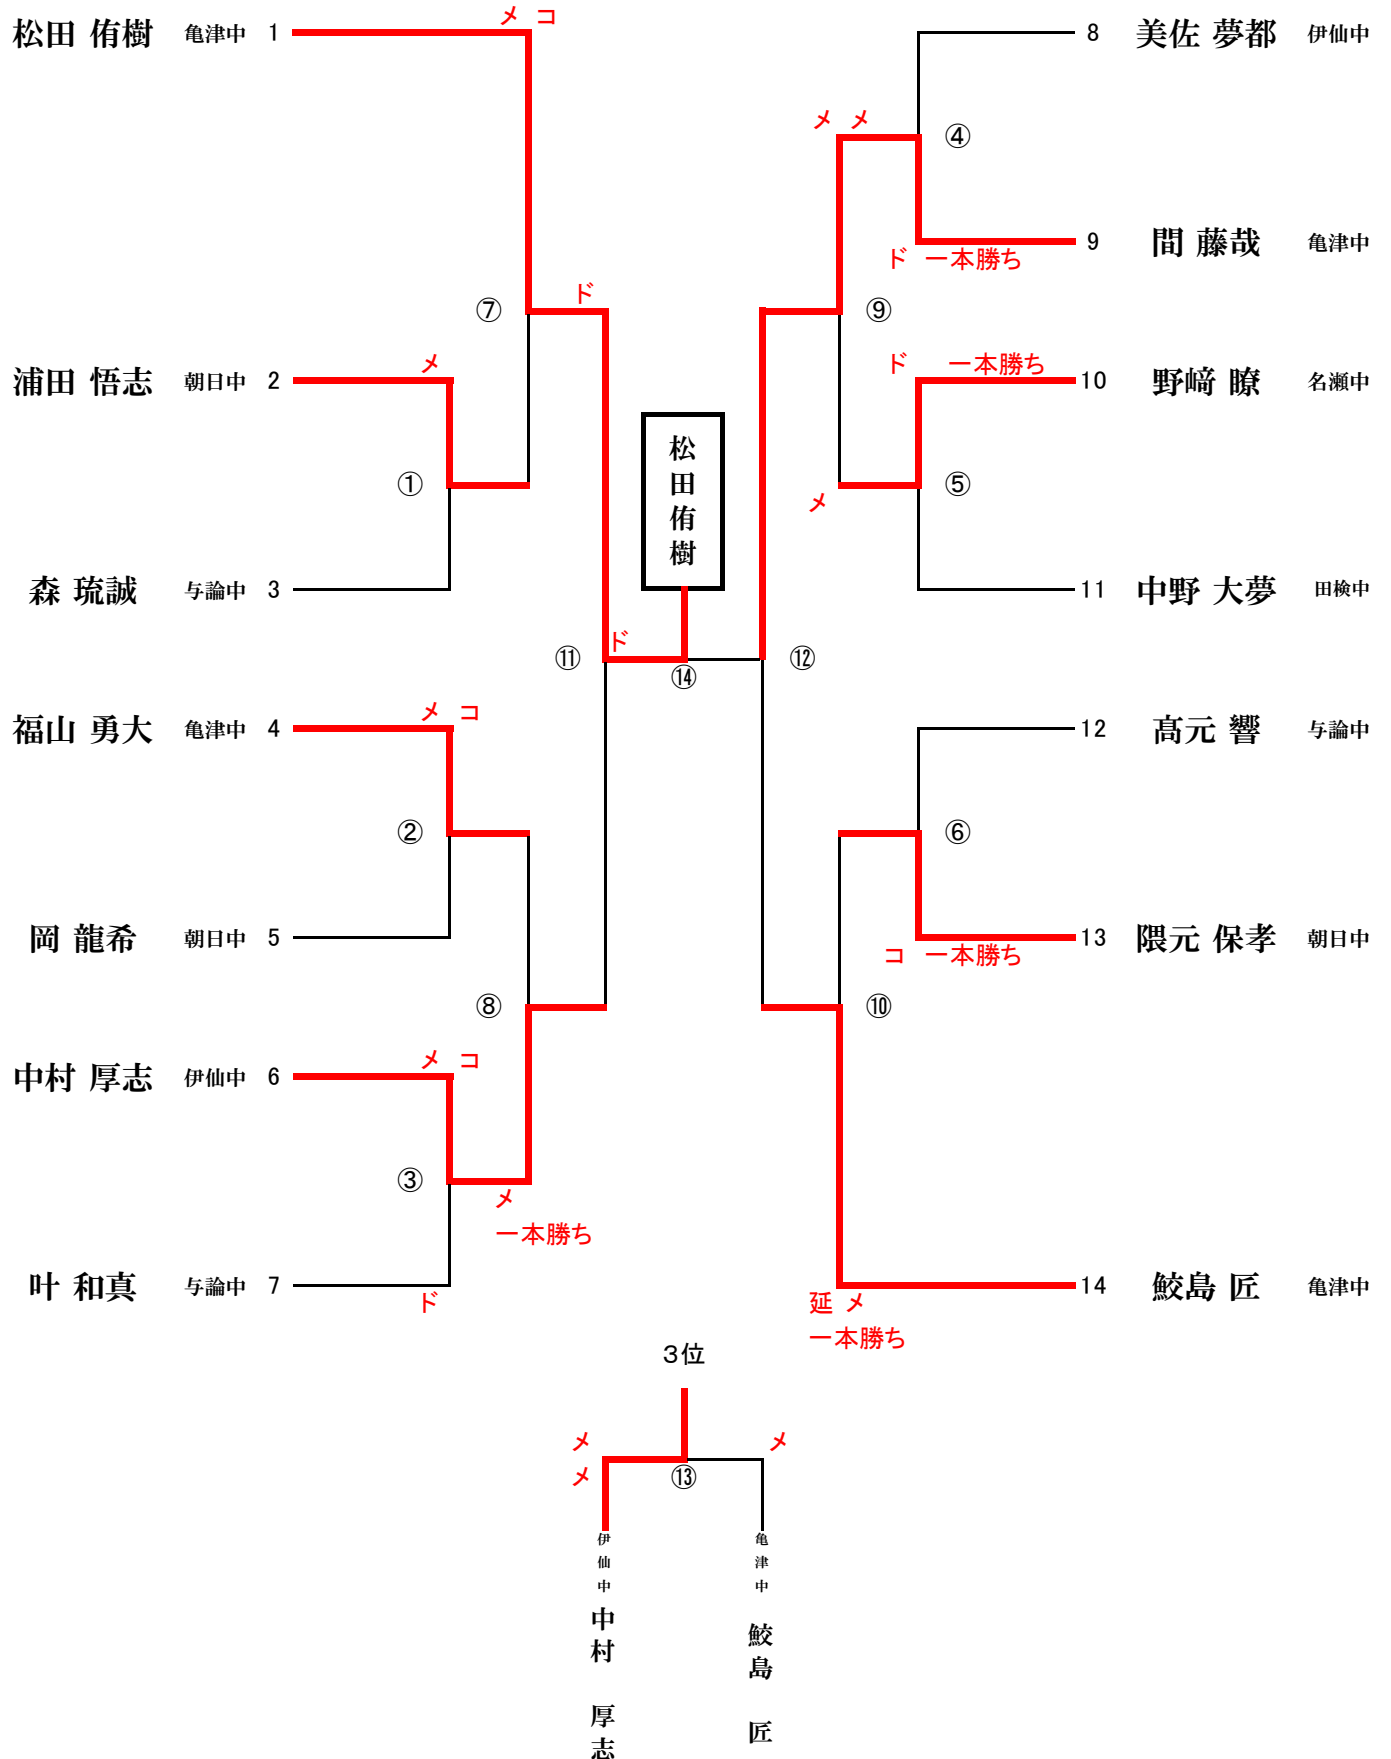 メ コ
松田 侑樹 亀津中 1
8 美佐 夢都 伊仙中
メ メ
④
9 間 藤哉 亀津中
ド 一本勝ち
ド
⑦
⑨
メ
ド 一本勝ち
浦田 悟志 朝日中 2
10 野﨑 瞭 名瀬中
松田侑樹
①
⑤
メ
森 琉誠 与論中 3
11 中野 大夢 田検中
ド
⑪
⑫
⑭
メ コ
福山 勇大 亀津中 4
12 髙元 響 与論中
②
⑥
岡 龍希 朝日中 5
13 隈元 保孝 朝日中
コ 一本勝ち
⑧
⑩
メ コ
中村 厚志 伊仙中 6
③
メ
一本勝ち
叶 和真 与論中 7
14 鮫島 匠 亀津中
ド
延 メ
一本勝ち
3位
メ
メ
メ
⑬
伊仙中
中村 厚志
亀津中
鮫島 匠